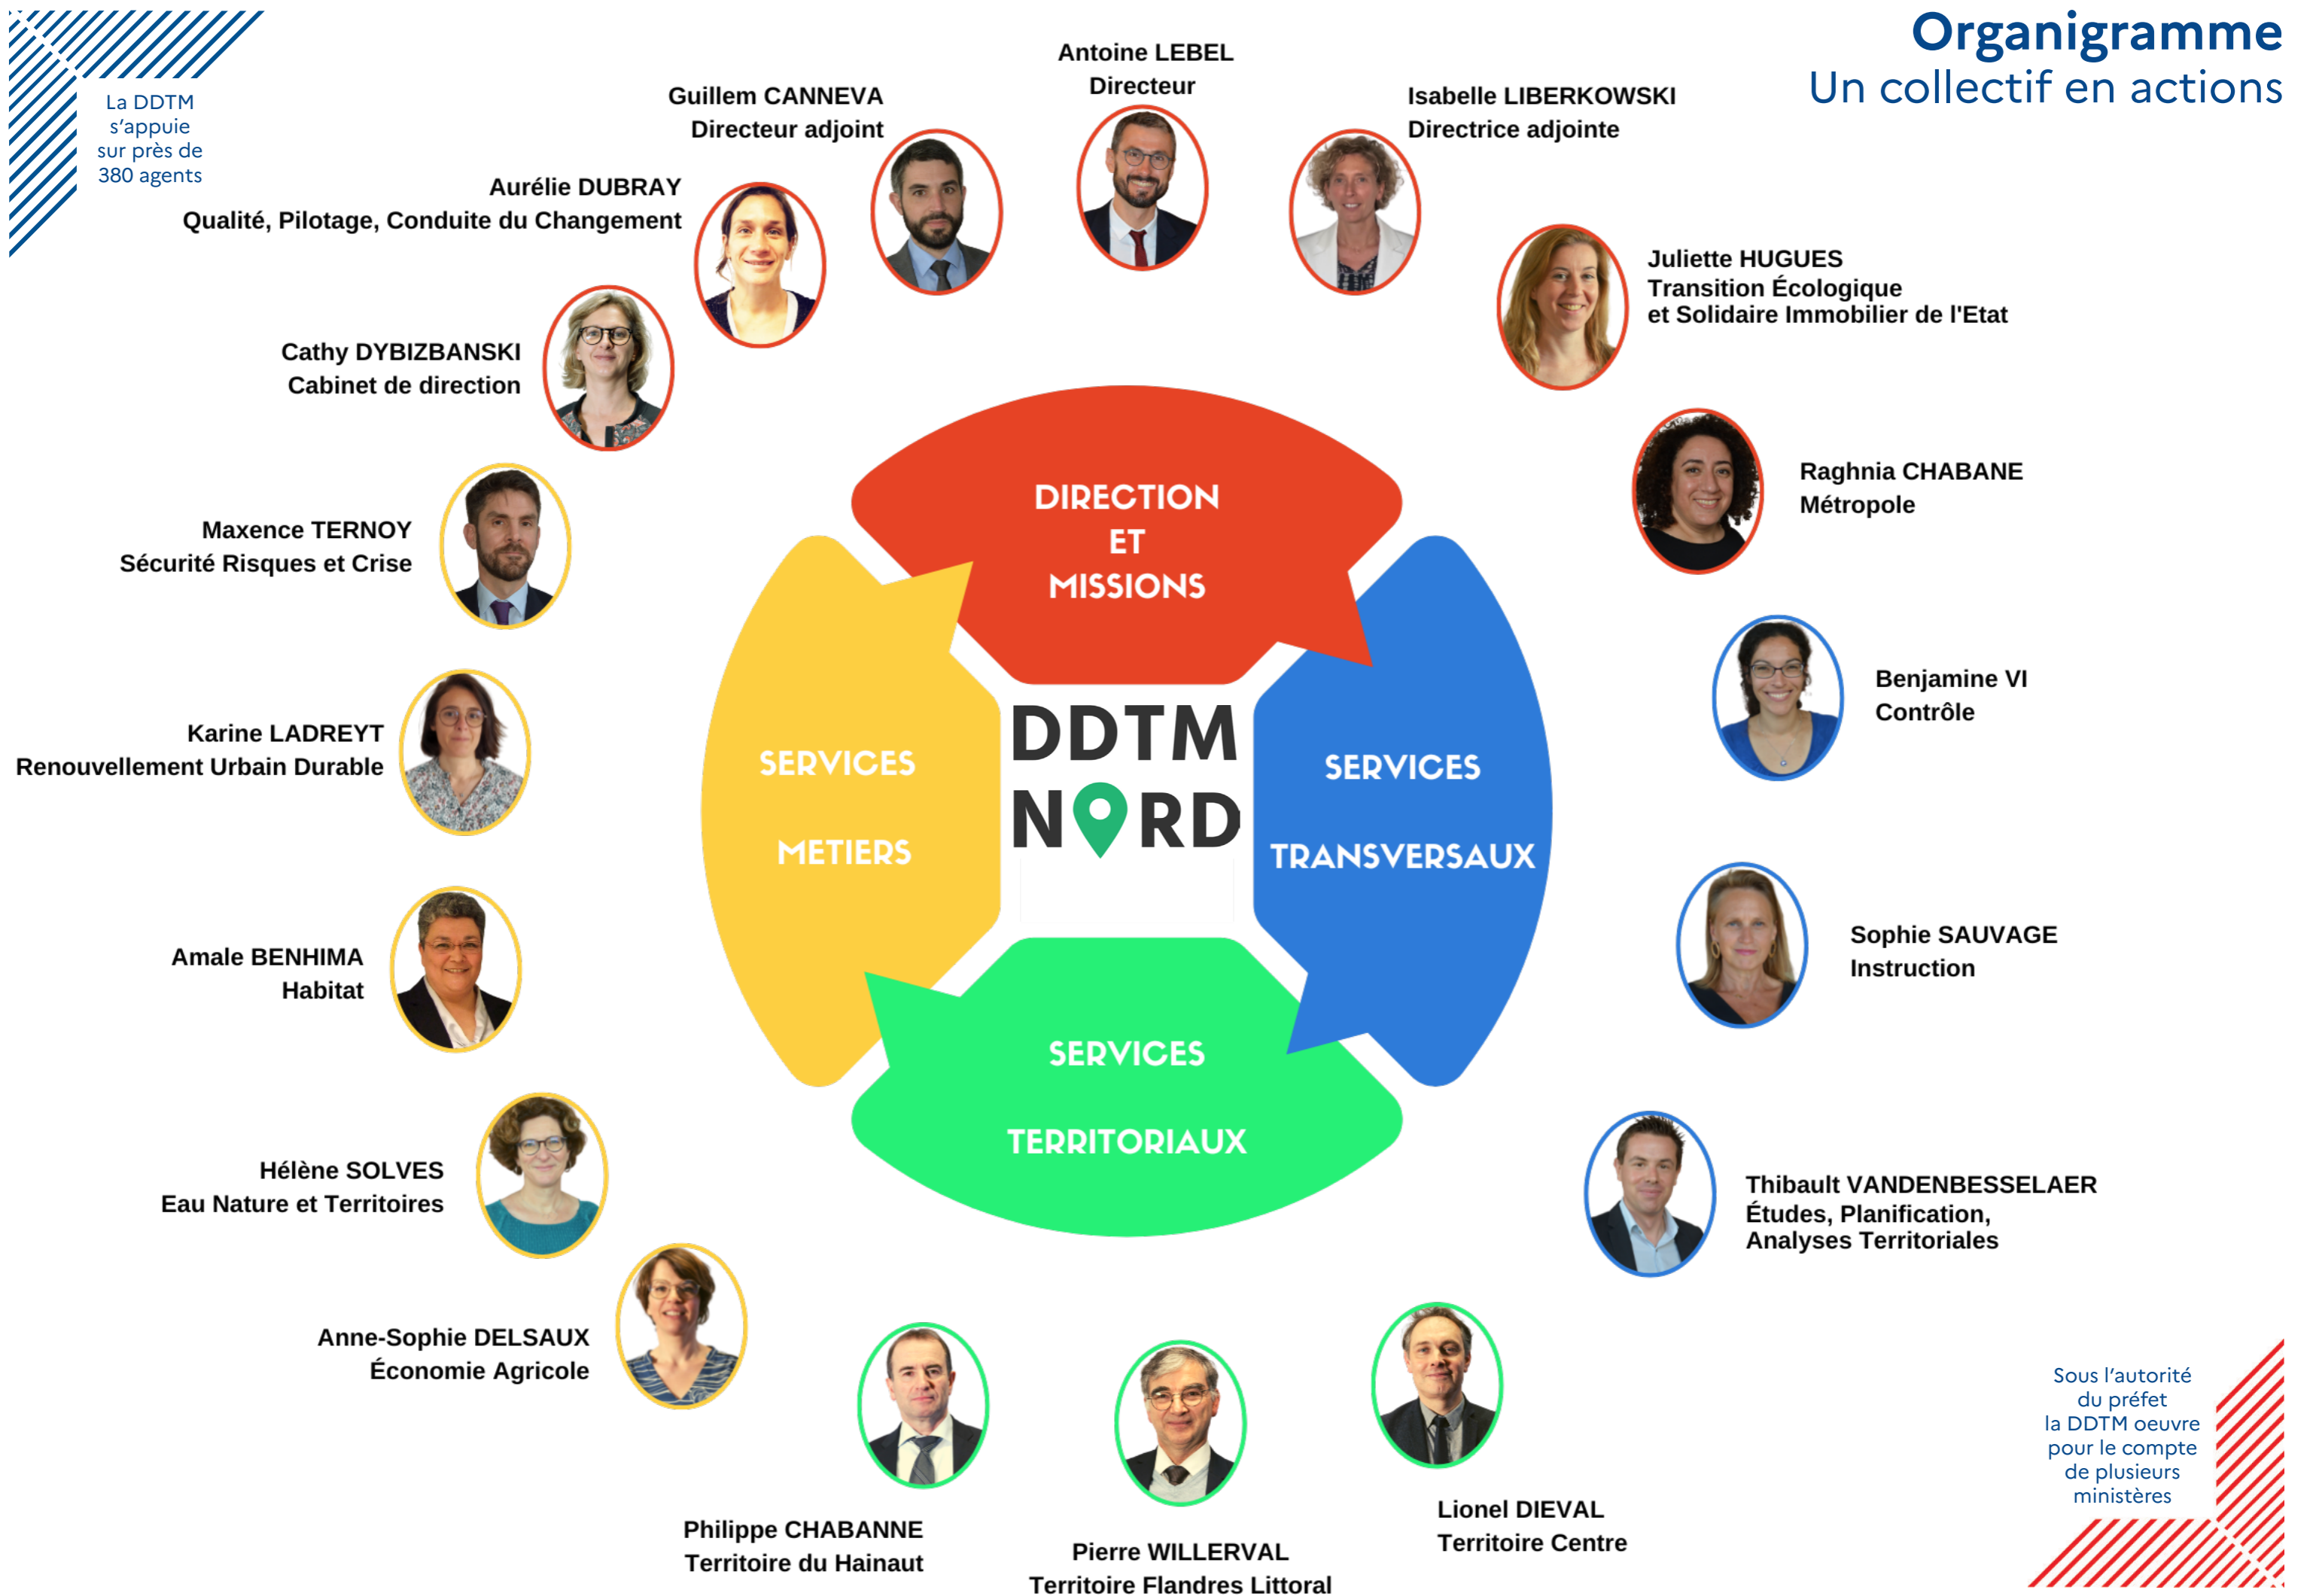 Organigramme
Un collectif en actions
La DDTM
s’appuie
sur près de
380 agents
Antoine LEBEL
Directeur
Guillem CANNEVA
Directeur adjoint
Isabelle LIBERKOWSKI
Directrice adjointe
Aurélie DUBRAY
Qualité, Pilotage, Conduite du Changement
Juliette HUGUES
Transition Écologique
et Solidaire Immobilier de l'Etat
Cathy DYBIZBANSKI
Cabinet de direction
Raghnia CHABANE
Métropole
Maxence TERNOY
Sécurité Risques et Crise
Benjamine VI
Contrôle
Karine LADREYT
Renouvellement Urbain Durable
Sophie SAUVAGE
Instruction
Amale BENHIMA
Habitat
Thibault VANDENBESSELAER
Études, Planification,
Analyses Territoriales
Hélène SOLVES
Eau Nature et Territoires
Anne-Sophie DELSAUX
Économie Agricole
Philippe CHABANNE
Territoire du Hainaut
Pierre WILLERVAL
Territoire Flandres Littoral
Lionel DIEVAL
Territoire Centre
DIRECTION
ET
MISSIONS
SERVICES
METIERS
DDTM
NORD
SERVICES
TRANSVERSAUX
SERVICES
TERRITORIAUX
Sous l’autorité
du préfet
la DDTM oeuvre
pour le compte
de plusieurs
ministères